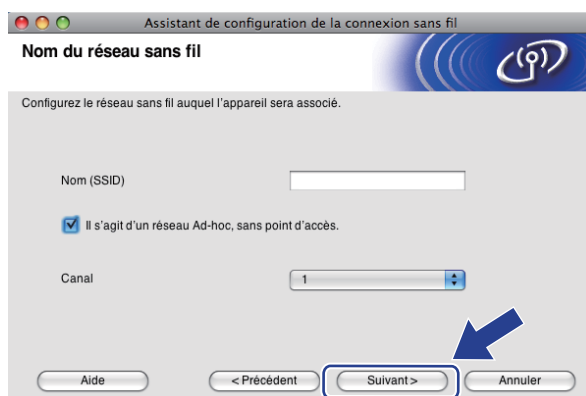 Assistant de configuration de la connexion sans fil
Nom du réseau sans fil
Configurez le réseau sans fil auquel l'appareil sera associé.
Nom (SSID)
Il s'agit d'un réseau Ad-hoc, sans point d'accès.
Canal
1
Aide
< Précédent
Suivant >
Annuler